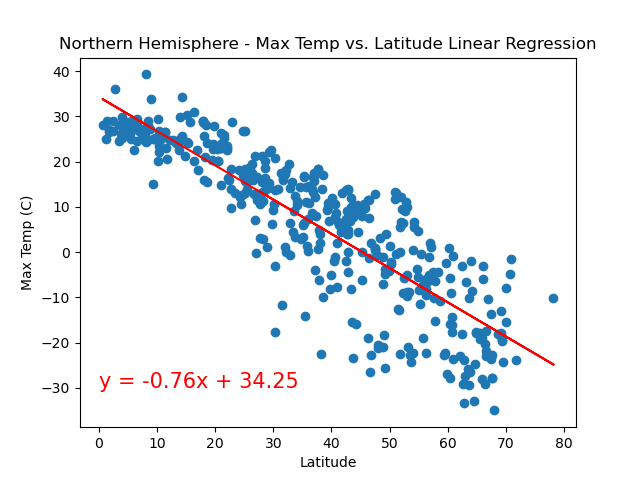 Northern Hemisphere - Max Temp vs. Latitude Linear Regression
40
30
20
10
0
−10
−20
−30
Max Temp (C)
y = -0.76x + 34.25
0 10 20 30 40 50 60 70 80
Latitude